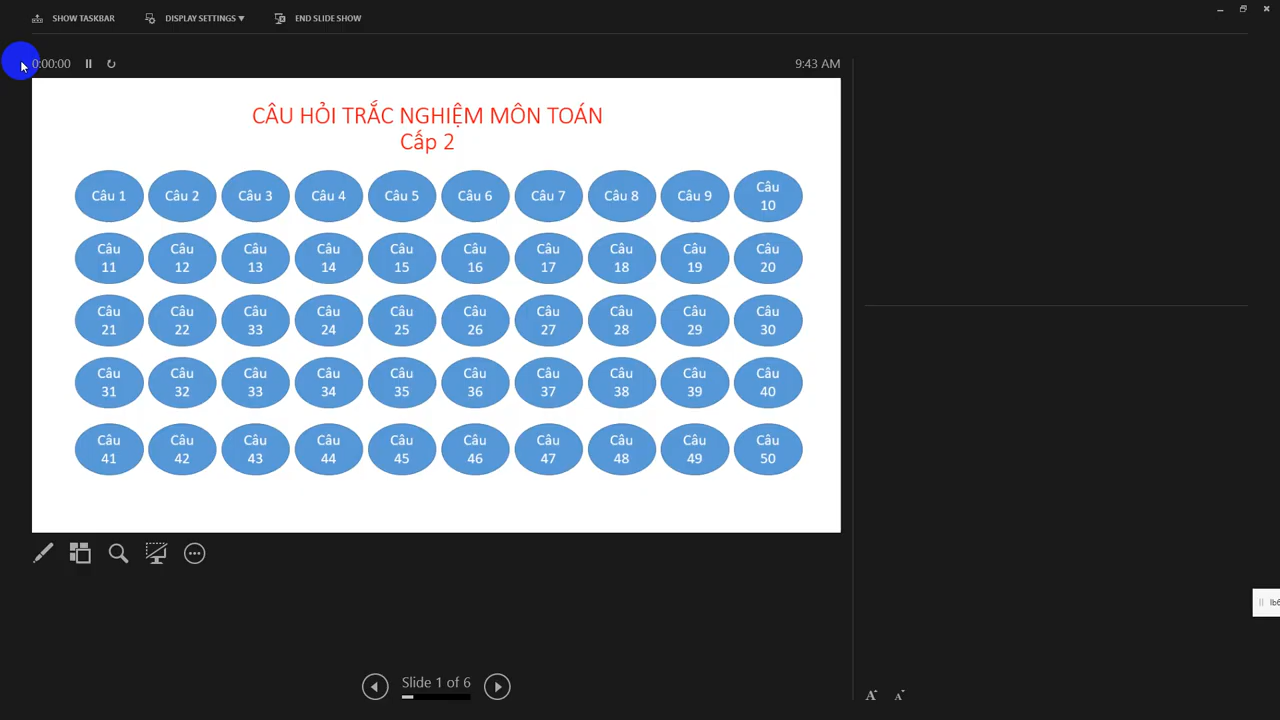 SHOW TASKBAR DISPLAY SETTINGS ▼ END SLIDE SHOW
0:00:00 9:43 AM
CÂU HỎI TRẮC NGHIỆM MÔN TOÁN
Cấp 2
Câu 1 Câu 2 Câu 3 Câu 4 Câu 5 Câu 6 Câu 7 Câu 8 Câu 9 Câu 10
Câu 11 Câu 12 Câu 13 Câu 14 Câu 15 Câu 16 Câu 17 Câu 18 Câu 19 Câu 20
Câu 21 Câu 22 Câu 33 Câu 24 Câu 25 Câu 26 Câu 27 Câu 28 Câu 29 Câu 30
Câu 31 Câu 32 Câu 33 Câu 34 Câu 35 Câu 36 Câu 37 Câu 38 Câu 39 Câu 40
Câu 41 Câu 42 Câu 43 Câu 44 Câu 45 Câu 46 Câu 47 Câu 48 Câu 49 Câu 50
Slide 1 of 6
A A